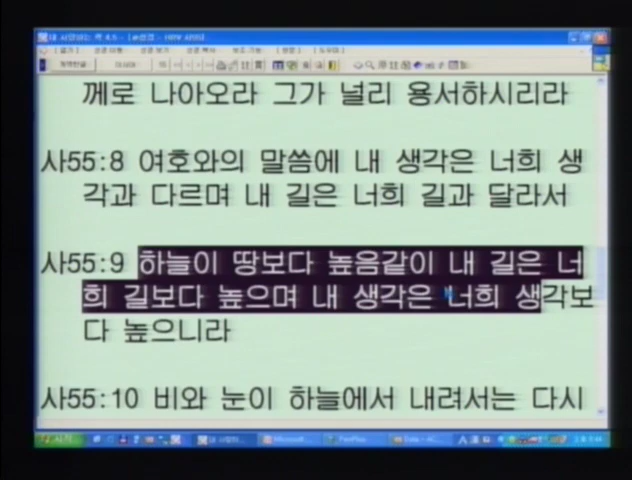 께로 나아오라 그가 널리 용서하시리라
사55:8 여호와의 말씀에 내 생각은 너희 생
각과 다르며 내 길은 너희 길과 달라서
사55:9 하늘이 땅보다 높음같이 내 길은 너
희 길보다 높으며 내 생각은 너희 생각보
다 높으니라
사55:10 비와 눈이 하늘에서 내려서는 다시